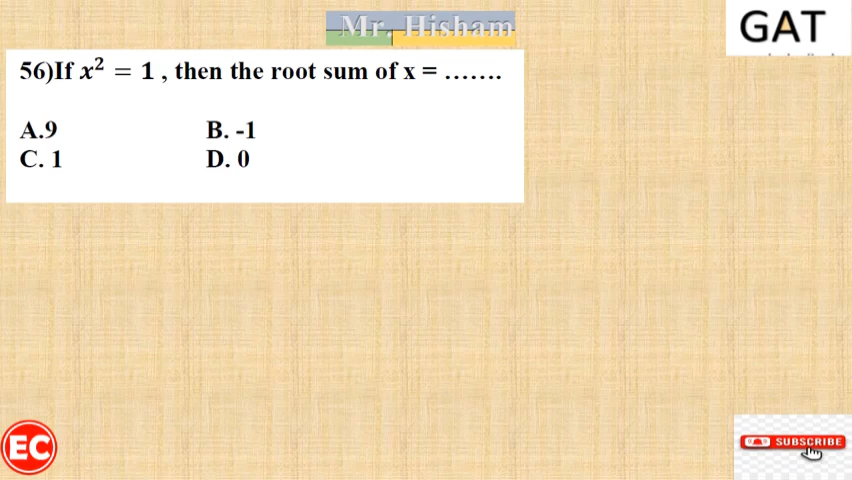 Mr. Hisham
GAT
56)If x² = 1 , then the root sum of x = …….
A.9 B. -1
C. 1 D. 0
EC
SUBSCRIBE